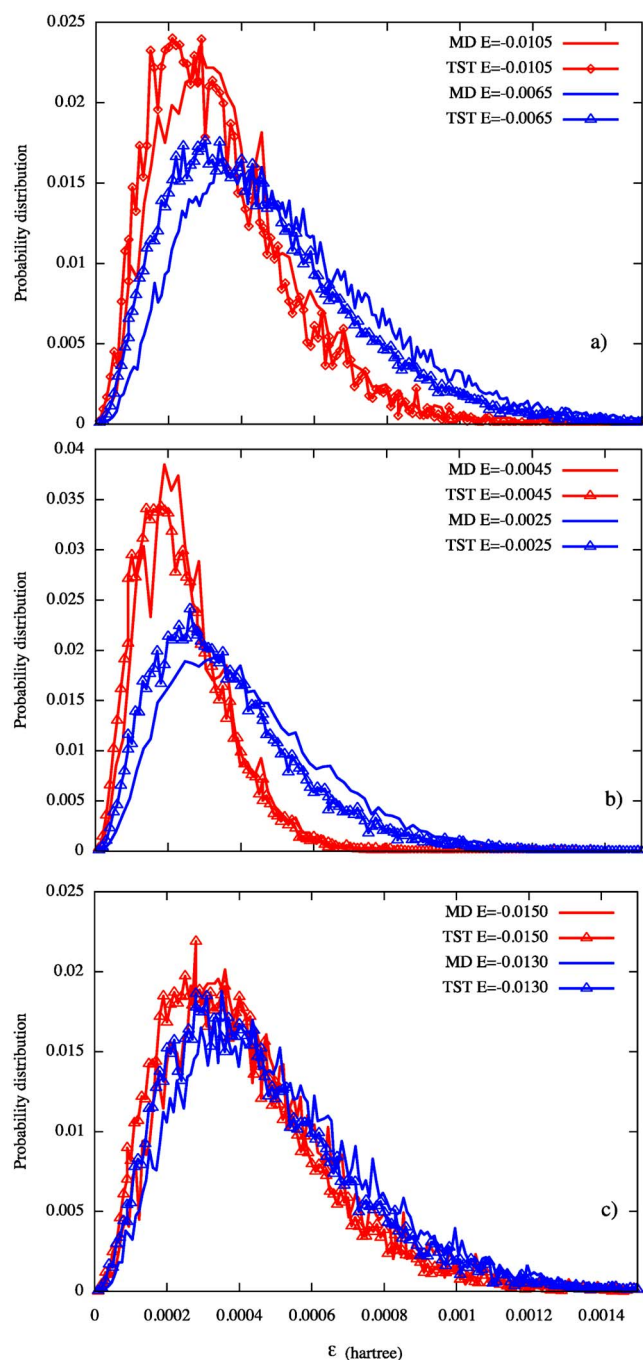 0.025
0.02
0.015
0.01
0.005
0
Probability distribution
MD E=-0.0105
TST E=-0.0105
MD E=-0.0065
TST E=-0.0065
a)
0.04
0.035
0.03
0.025
0.02
0.015
0.01
0.005
0
Probability distribution
MD E=-0.0045
TST E=-0.0045
MD E=-0.0025
TST E=-0.0025
b)
0.025
0.02
0.015
0.01
0.005
0
Probability distribution
MD E=-0.0150
TST E=-0.0150
MD E=-0.0130
TST E=-0.0130
c)
0 0.0002 0.0004 0.0006 0.0008 0.001 0.0012 0.0014
ε (hartree)